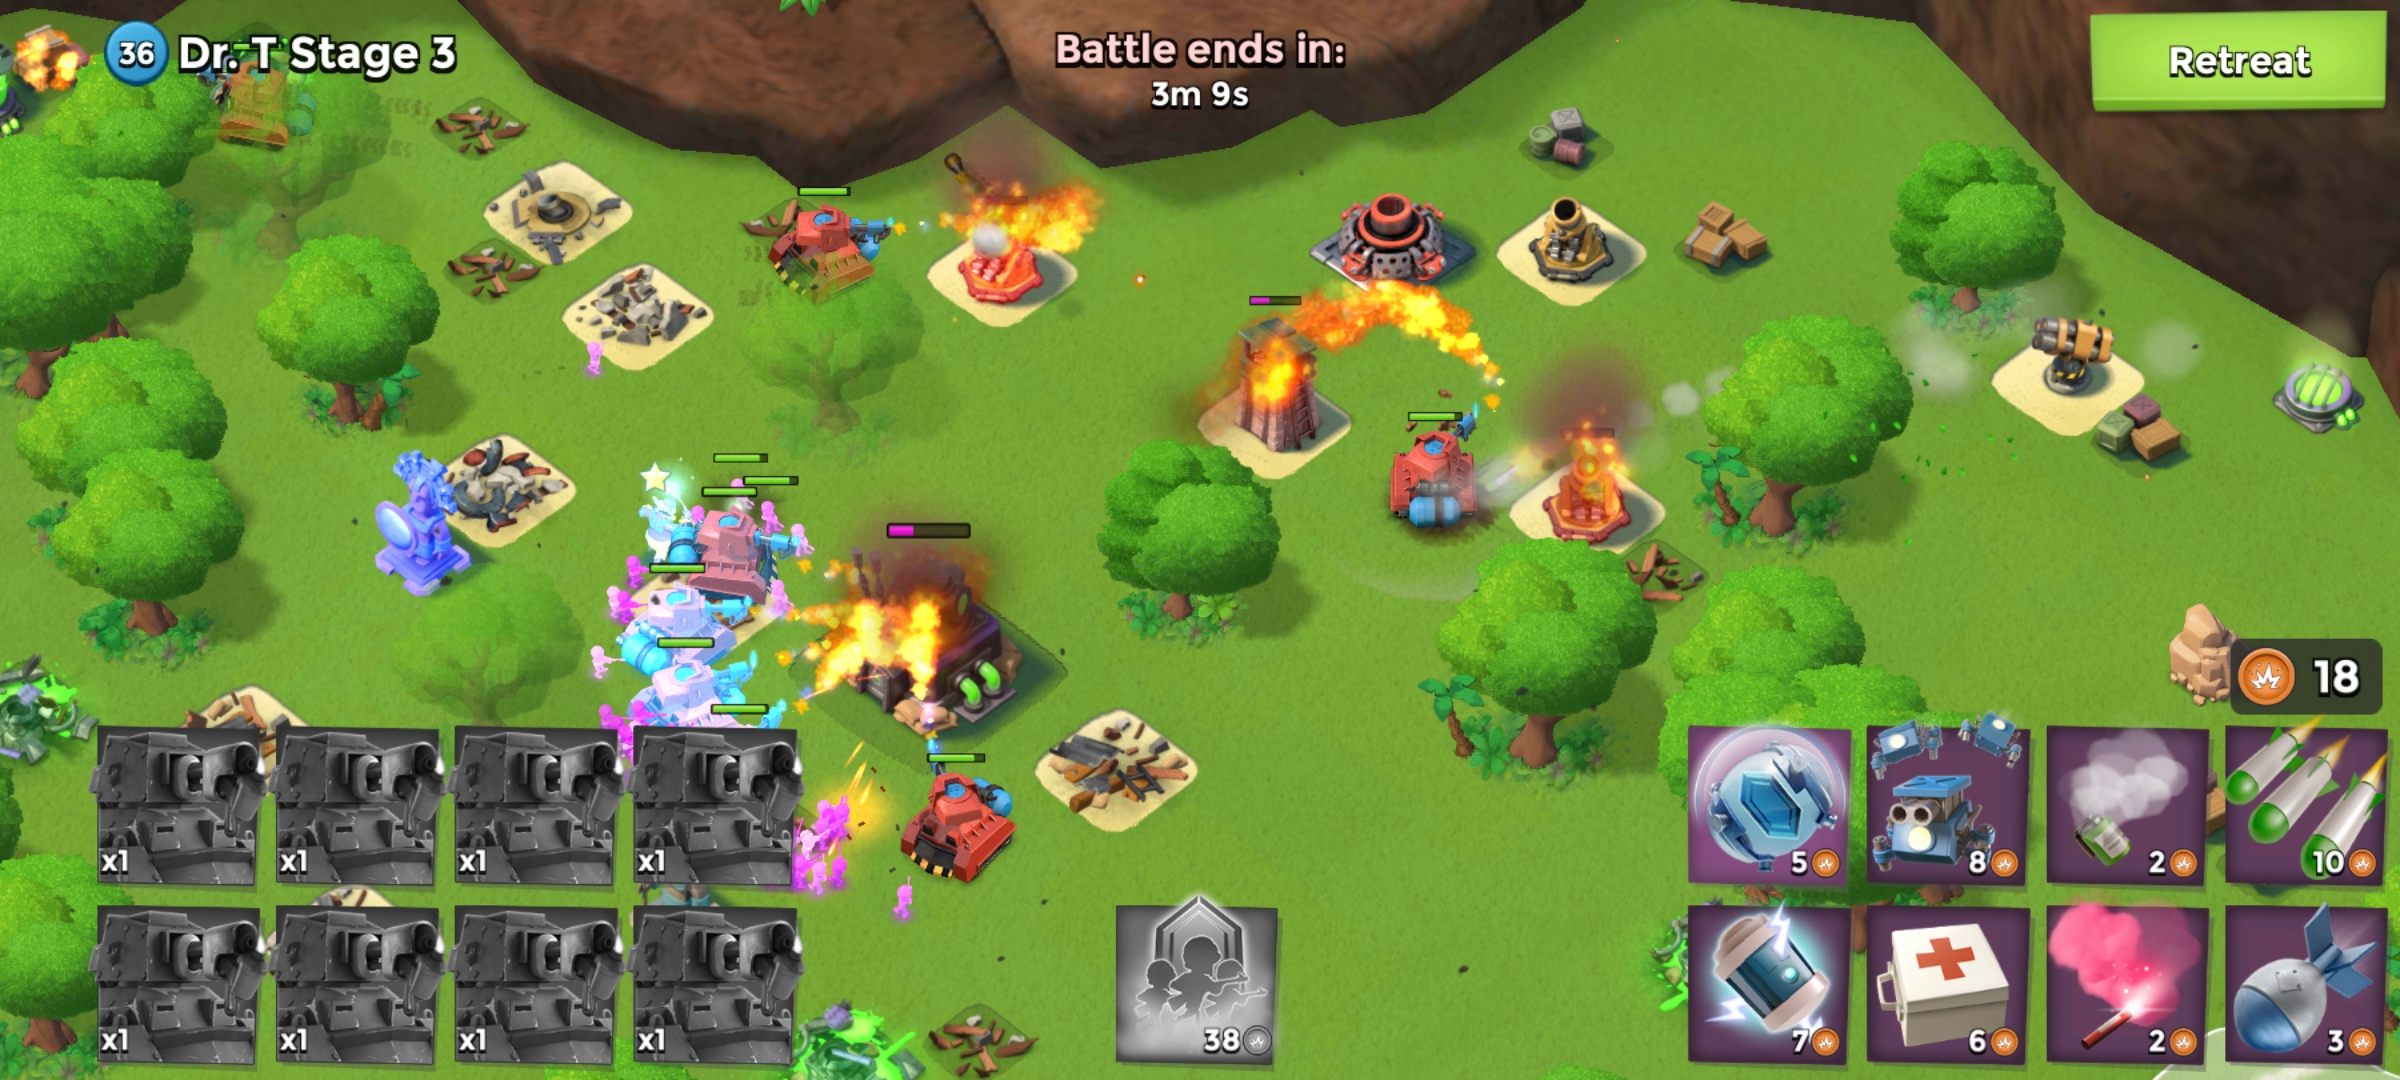 36 Dr. T Stage 3
Battle ends in:
3m 9s
Retreat
18
x1 x1 x1 x1
5 8 2 10
x1 x1 x1 x1
38
7 6 2 3